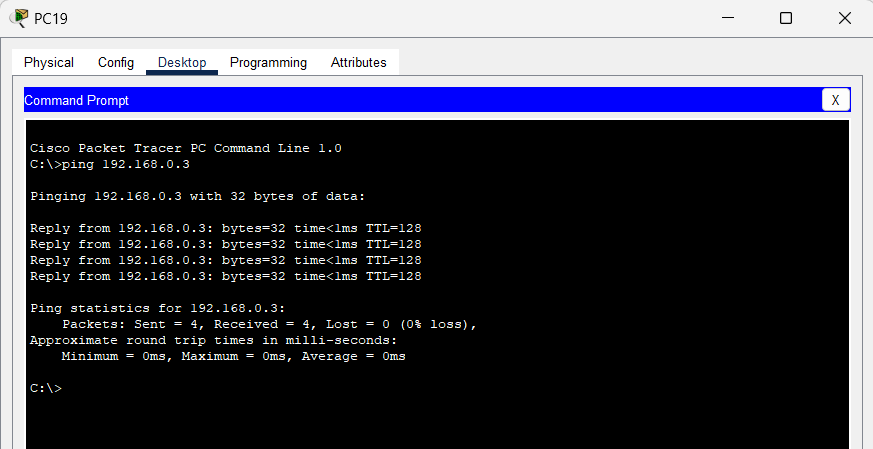 PC19
Physical Config Desktop Programming Attributes
Command Prompt X
Cisco Packet Tracer PC Command Line 1.0
C:\>ping 192.168.0.3
Pinging 192.168.0.3 with 32 bytes of data:
Reply from 192.168.0.3: bytes=32 time<1ms TTL=128
Reply from 192.168.0.3: bytes=32 time<1ms TTL=128
Reply from 192.168.0.3: bytes=32 time<1ms TTL=128
Reply from 192.168.0.3: bytes=32 time<1ms TTL=128
Ping statistics for 192.168.0.3:
Packets: Sent = 4, Received = 4, Lost = 0 (0% loss),
Approximate round trip times in milli-seconds:
Minimum = 0ms, Maximum = 0ms, Average = 0ms
C:\>